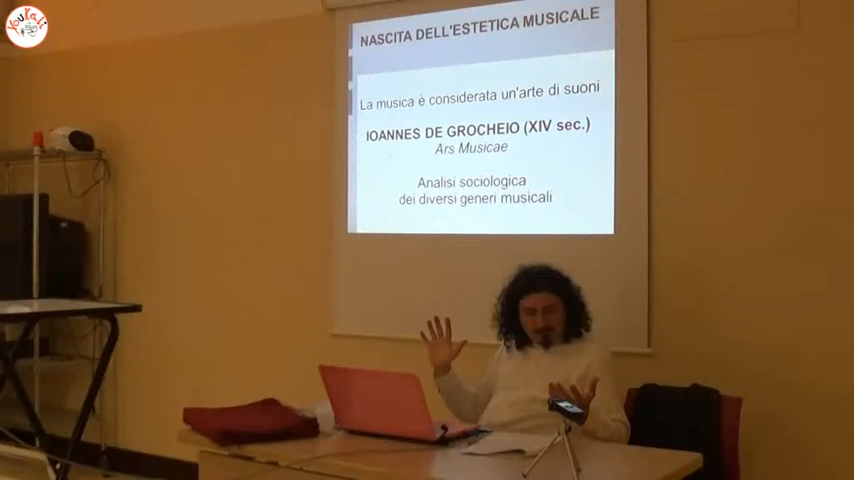 YouKali
NASCITA DELL'ESTETICA MUSICALE
La musica è considerata un'arte di suoni
IOANNES DE GROCHEIO (XIV sec.)
Ars Musicae
Analisi sociologica
dei diversi generi musicali